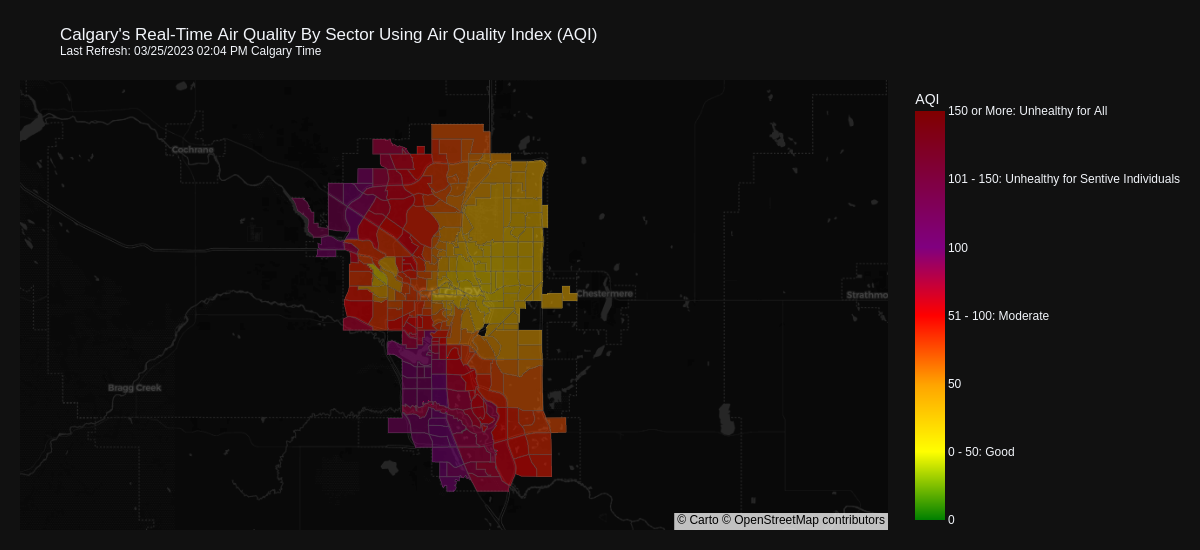 Calgary's Real-Time Air Quality By Sector Using Air Quality Index (AQI)
Last Refresh: 03/25/2023 02:04 PM Calgary Time
AQI
150 or More: Unhealthy for All
Cochrane
101 - 150: Unhealthy for Sentive Individuals
100
CALGARY
Chestermere
Strathmo
51 - 100: Moderate
Bragg Creek
50
0 - 50: Good
0
© Carto © OpenStreetMap contributors